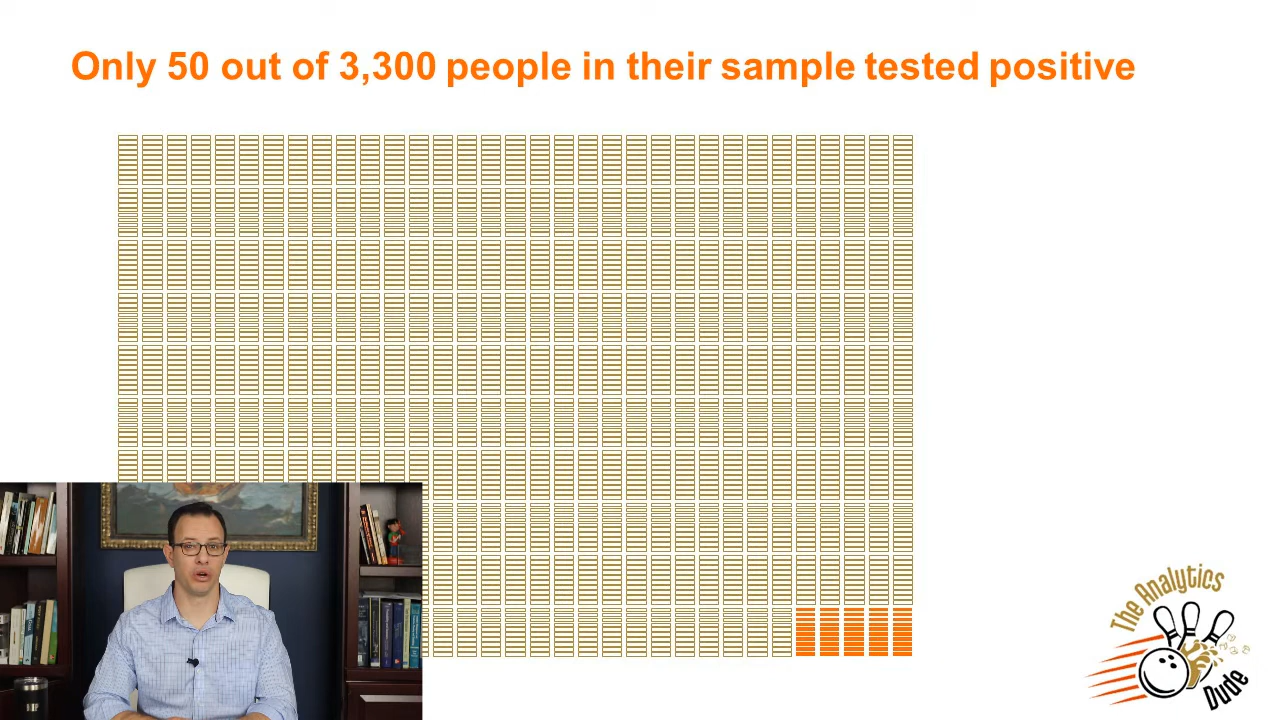 Only 50 out of 3,300 people in their sample tested positive
The Analytics
Dude